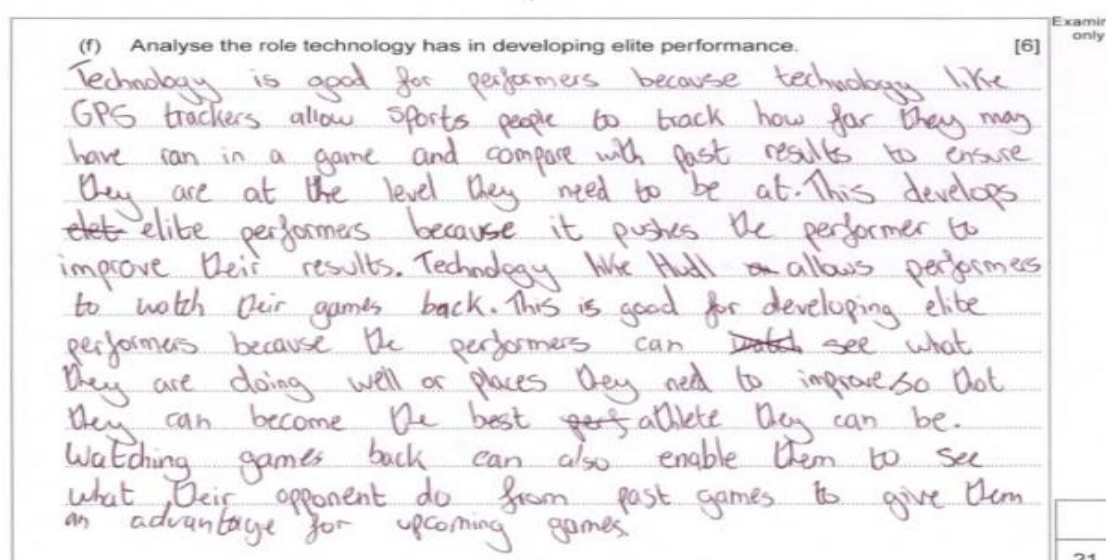 Examin
only
(f) Analyse the role technology has in developing elite performance. [6]
Technology is good for performers because technology like
GPS trackers allow sports people to track how far they may
have ran in a game and compare with past results to ensure
they are at the level they need to be at. This develops
elite performers because it pushes the performer to
improve their results. Technology like Hudl allows performers
to watch their games back. This is good for developing elite
performers because the performers can see what
they are doing well or places they need to improve so that
they can become the best athlete they can be.
Watching games back can also enable them to see
what their opponent do from past games to give them
an advantage for upcoming games
21